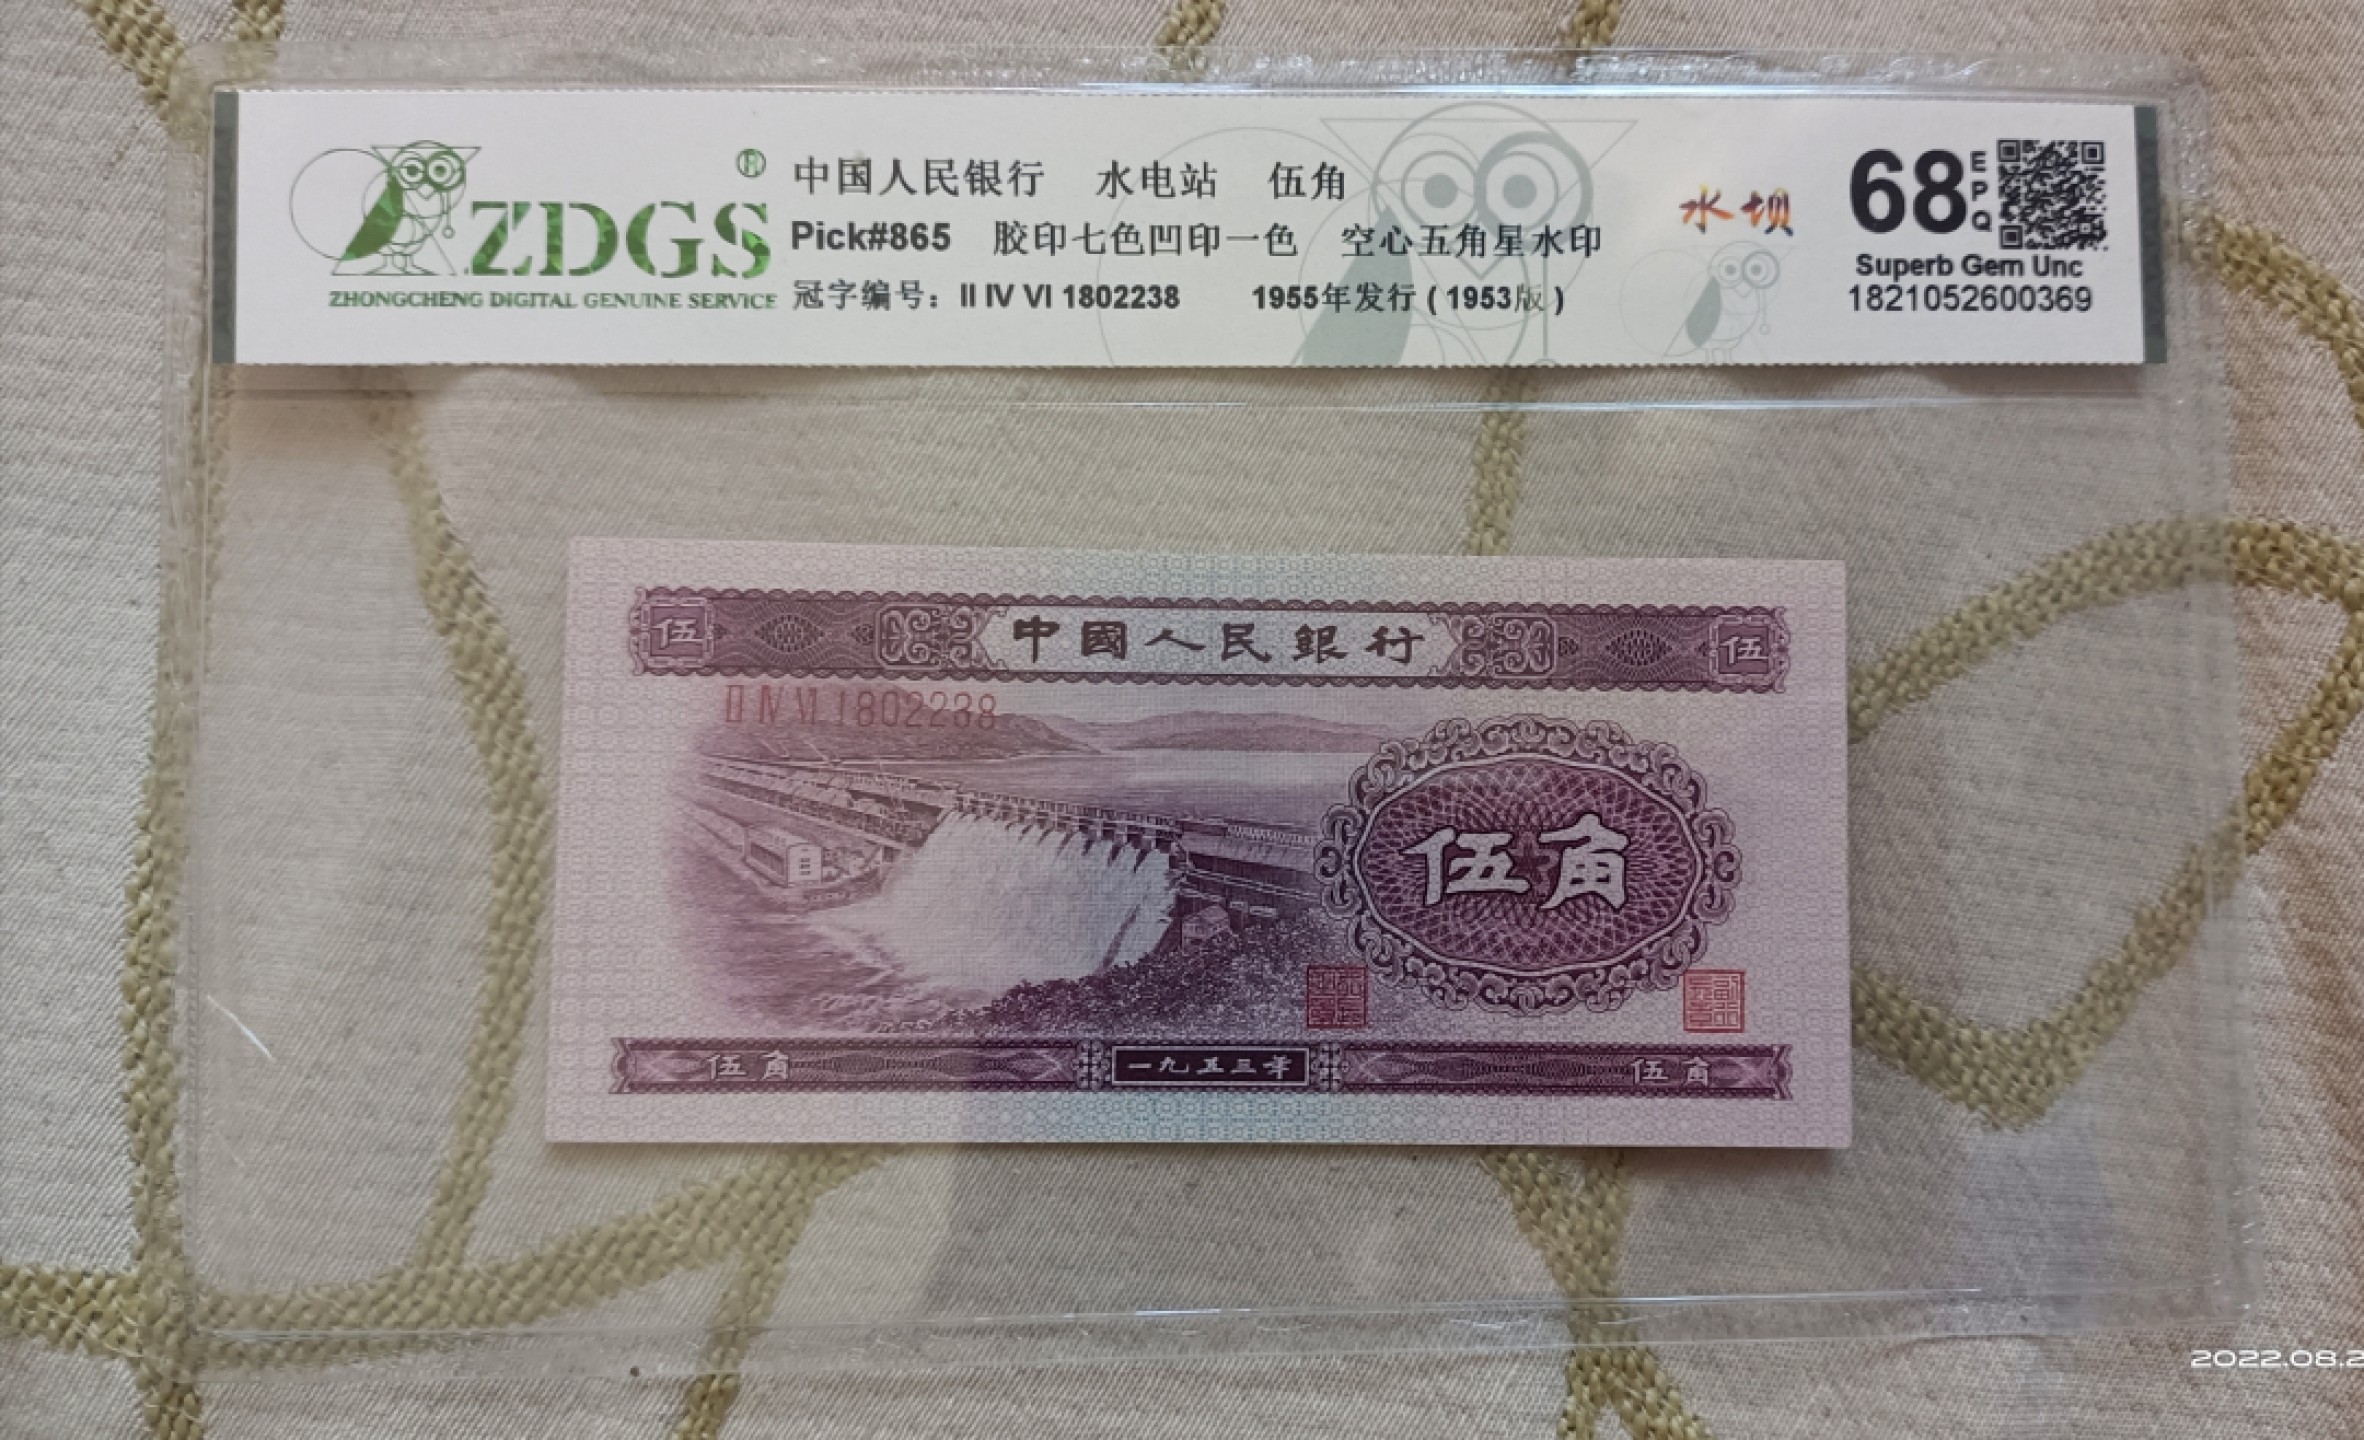 ZDGS®
ZHONGCHENG DIGITAL GENUINE SERVICE
中国人民银行 水电站 伍角
Pick#865 胶印七色凹印一色 空心五角星水印
冠字编号：II IV VI 1802238 1955年发行 ( 1953版 )
水坝
68 EPQ
Superb Gem Unc
1821052600369
伍 中國人民銀行 伍
II IV VI 1802238
伍角
伍角 一九五三年 伍角
2022.08.2